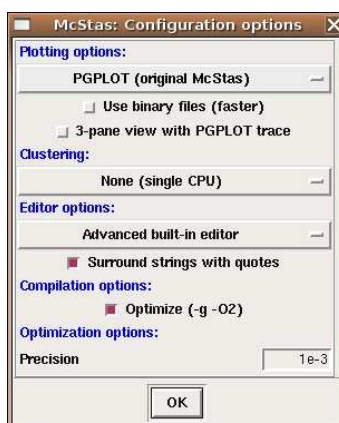 McStas: Configuration options
Plotting options:
PGPLOT (original McStas)
Use binary files (faster)
3-pane view with PGPLOT trace
Clustering:
None (single CPU)
Editor options:
Advanced built-in editor
Surround strings with quotes
Compilation options:
Optimize (-g -O2)
Optimization options:
Precision 1e-3
OK